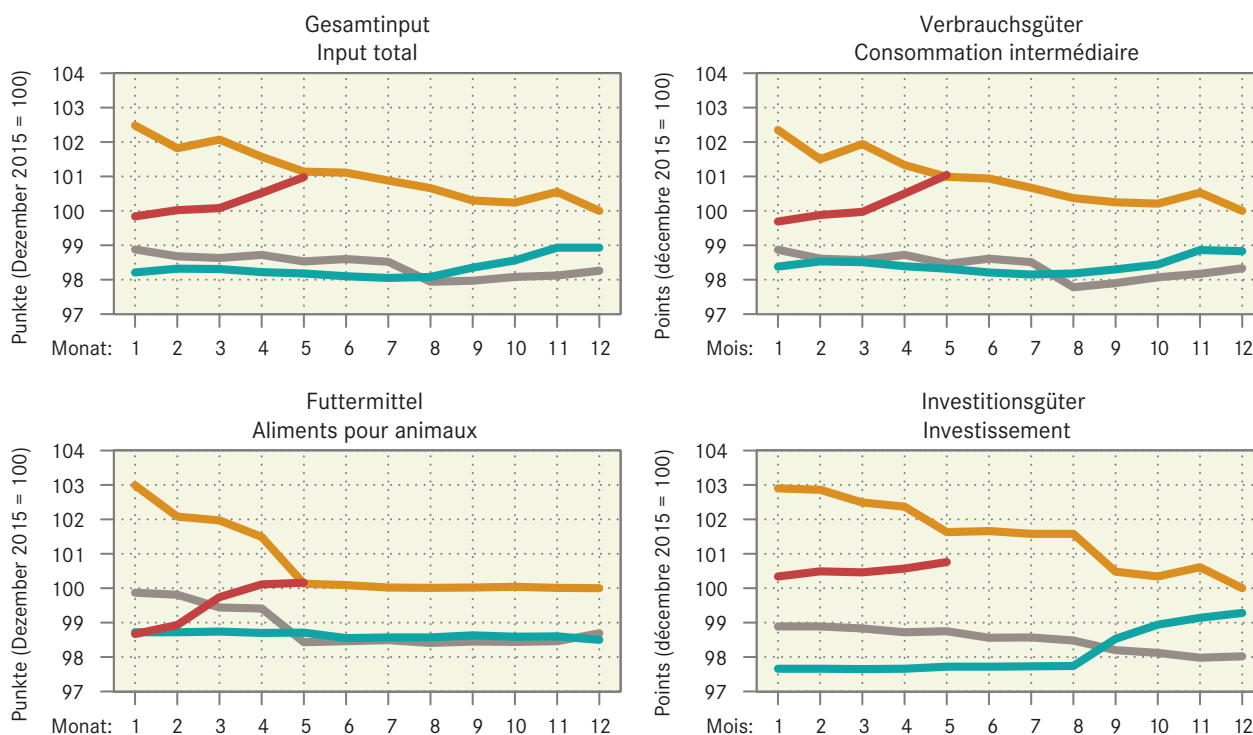 Gesamtinput
Input total
Punkte (Dezember 2015 = 100)
104
103
102
101
100
99
98
97
Monat: 1 2 3 4 5 6 7 8 9 10 11 12
Verbrauchsgüter
Consommation intermédiaire
Points (décembre 2015 = 100)
104
103
102
101
100
99
98
97
Mois: 1 2 3 4 5 6 7 8 9 10 11 12
Futtermittel
Aliments pour animaux
Punkte (Dezember 2015 = 100)
104
103
102
101
100
99
98
97
Monat: 1 2 3 4 5 6 7 8 9 10 11 12
Investitionsgüter
Investissement
Points (décembre 2015 = 100)
104
103
102
101
100
99
98
97
Mois: 1 2 3 4 5 6 7 8 9 10 11 12